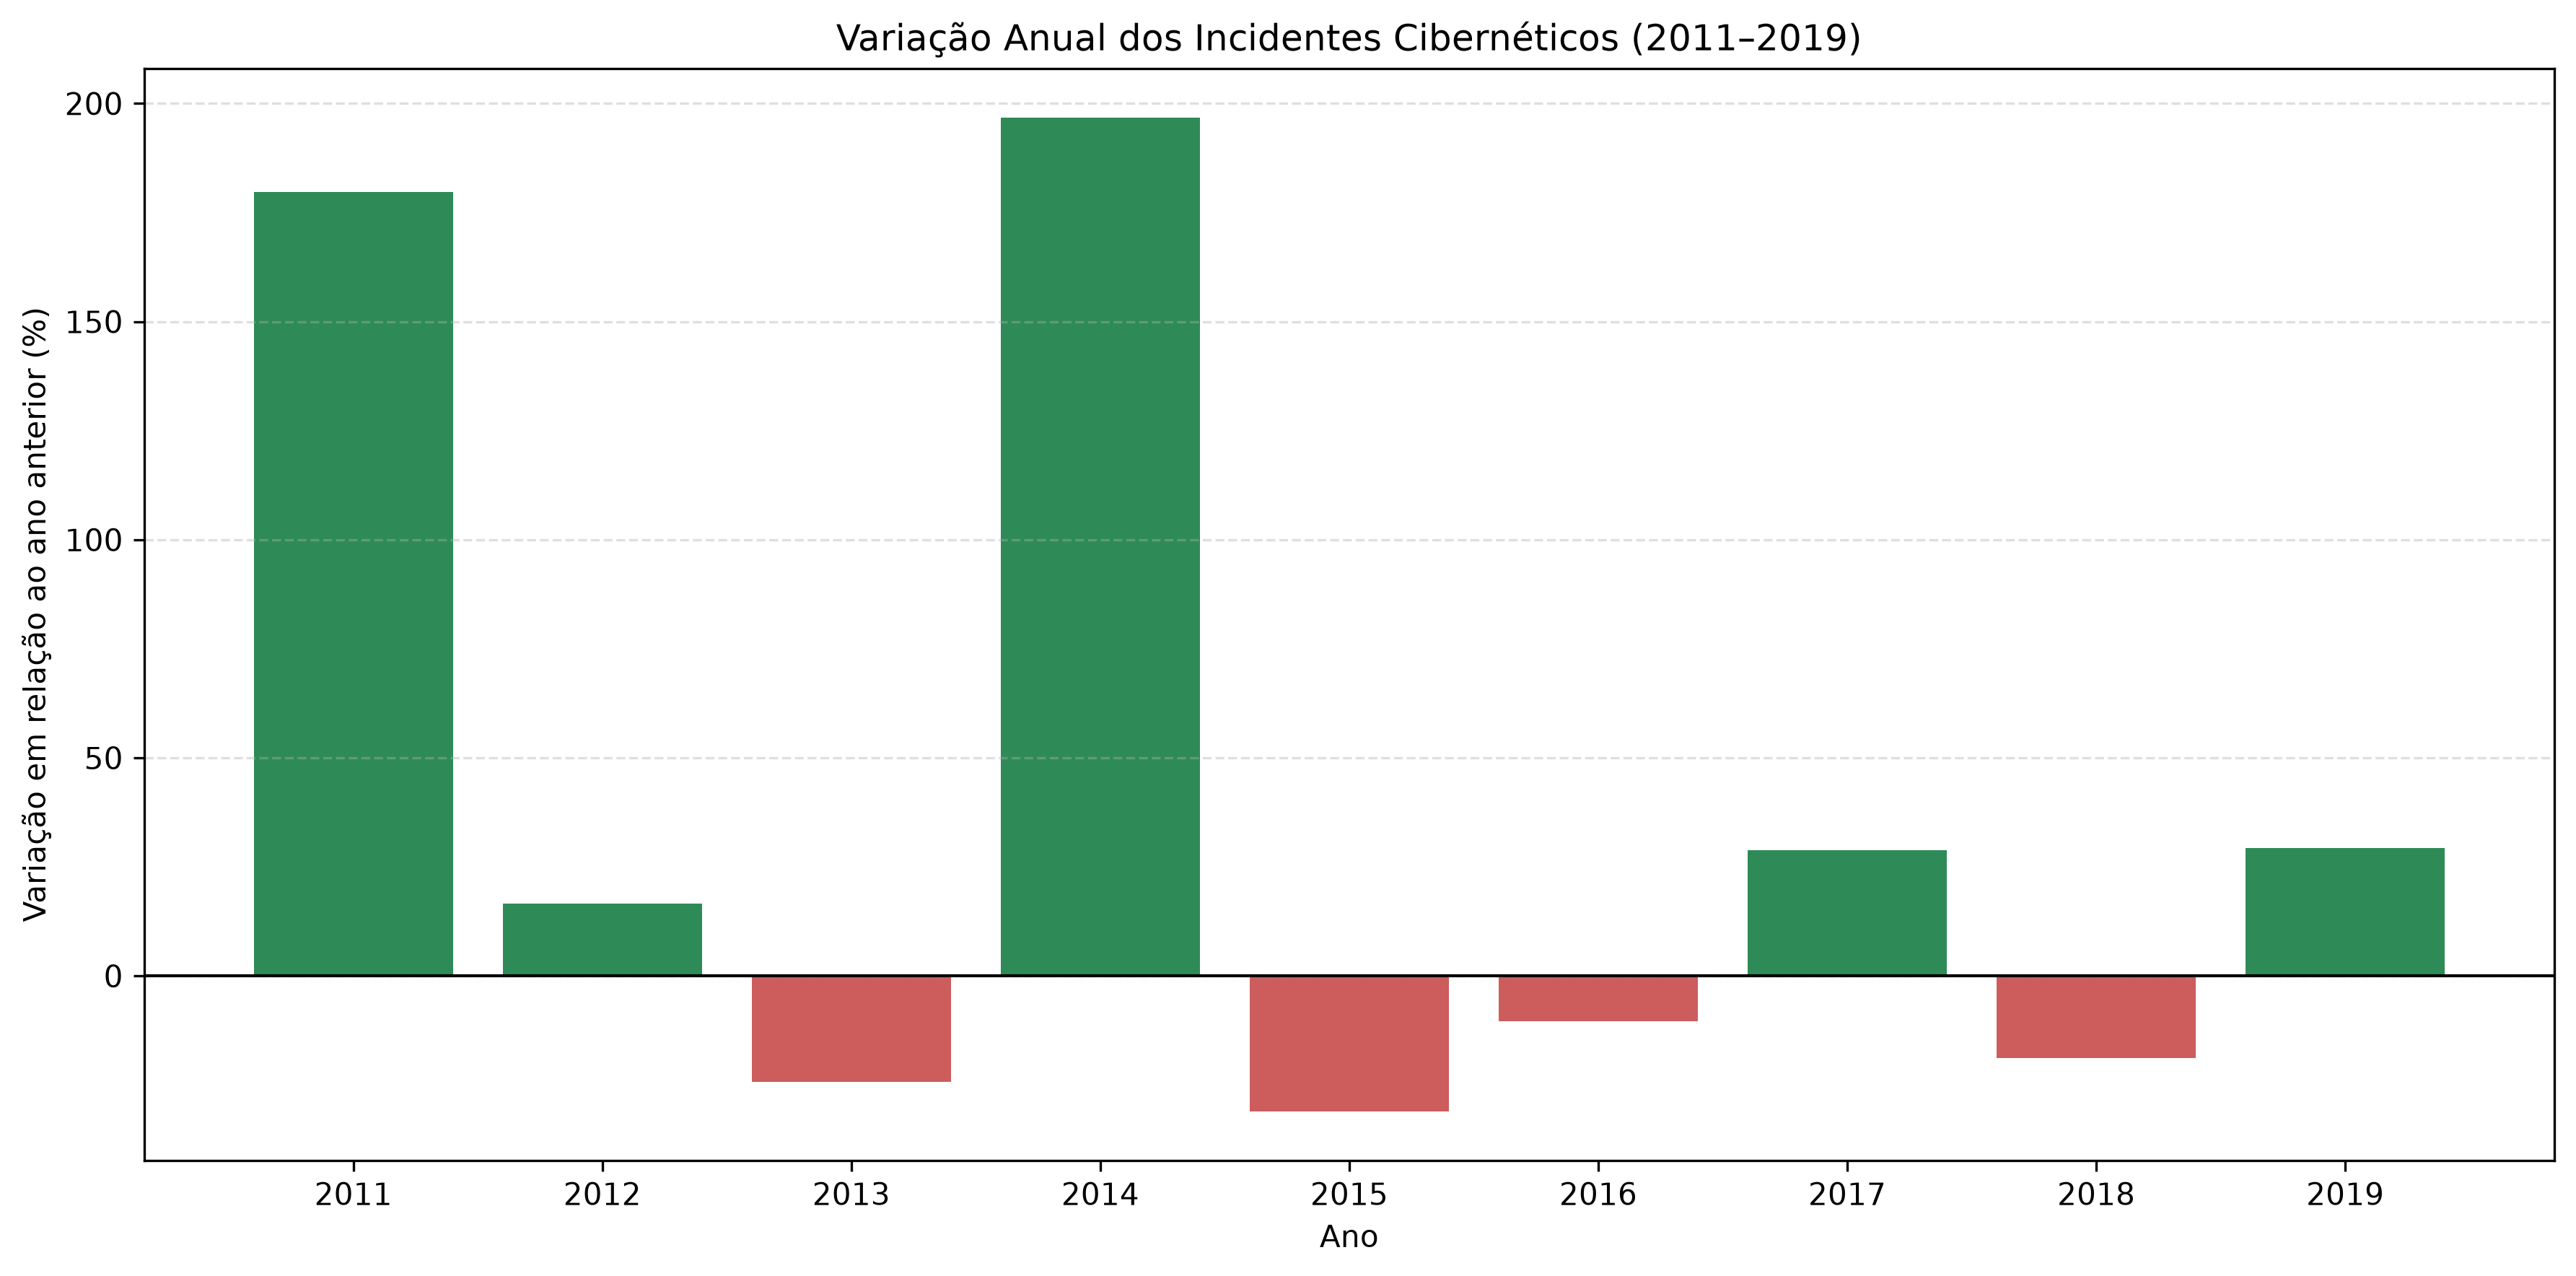 Variação Anual dos Incidentes Cibernéticos (2011–2019)
Variação em relação ao ano anterior (%)
200
150
100
50
0
2011 2012 2013 2014 2015 2016 2017 2018 2019
Ano